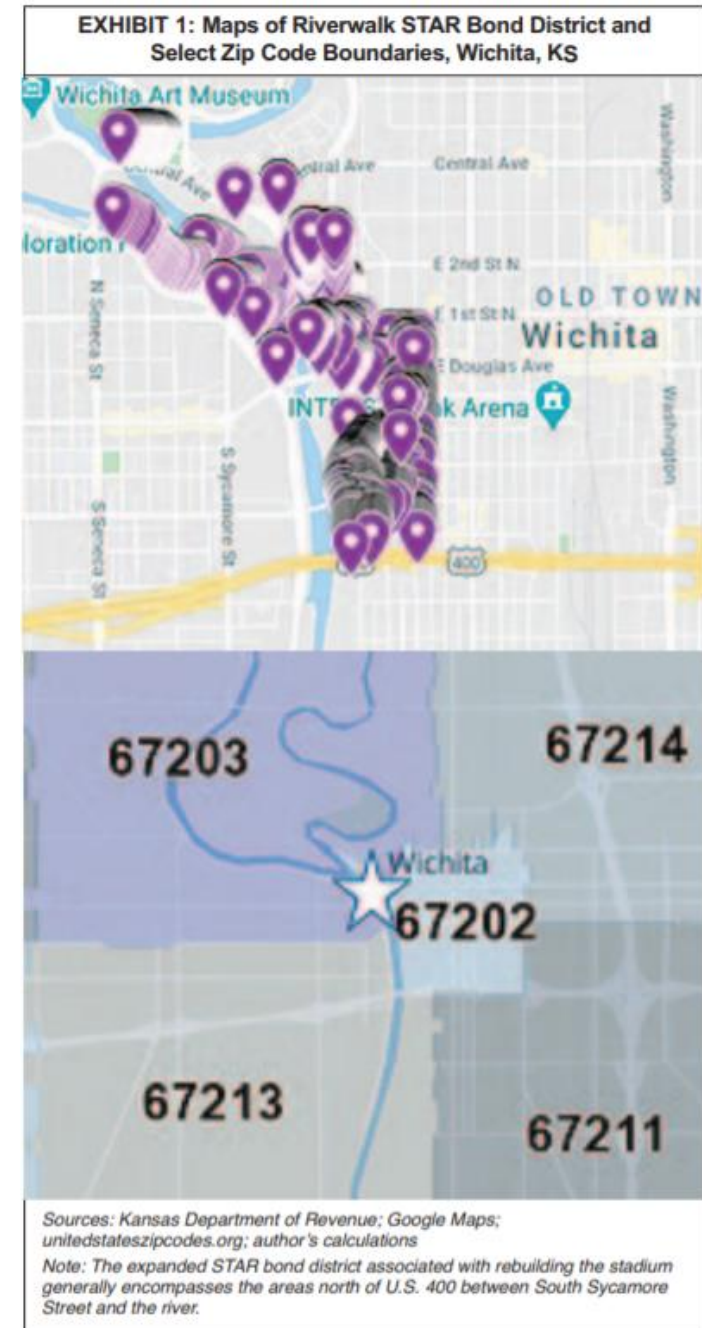 EXHIBIT 1: Maps of Riverwalk STAR Bond District and
Select Zip Code Boundaries, Wichita, KS
Wichita Art Museum
Central Ave
Washington
E 2nd St N
OLD TOWN
E 1st St N
Wichita
N Seneca St
E Douglas Ave
Arena
S Sycamore St
Washington
S Seneca St
400
67203
67214
Wichita
67202
67213
67211
Sources: Kansas Department of Revenue; Google Maps;
unitedstateszipcodes.org; author's calculations
Note: The expanded STAR bond district associated with rebuilding the stadium
generally encompasses the areas north of U.S. 400 between South Sycamore
Street and the river.